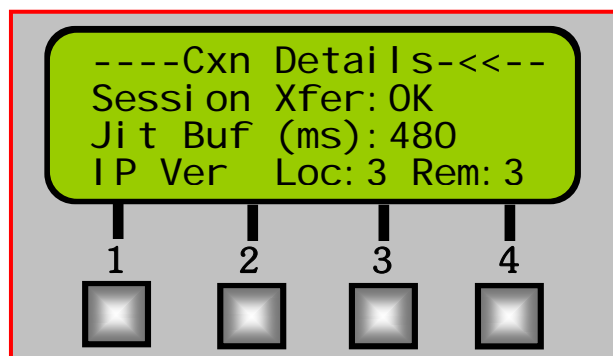 ----Cxn Details-<<--
Session Xfer:OK
Jit Buf (ms):480
IP Ver Loc:3 Rem:3
1 2 3 4